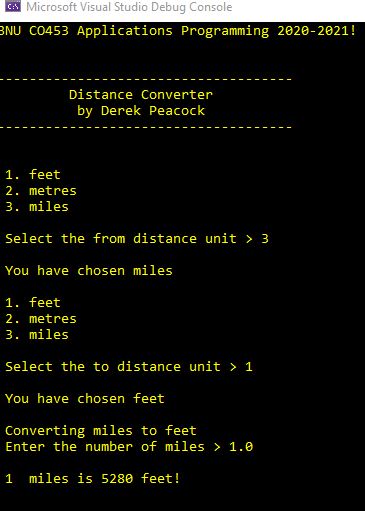 Microsoft Visual Studio Debug Console
BNU CO453 Applications Programming 2020-2021!
------------------------------------
Distance Converter
by Derek Peacock
------------------------------------
1. feet
2. metres
3. miles
Select the from distance unit > 3
You have chosen miles
1. feet
2. metres
3. miles
Select the to distance unit > 1
You have chosen feet
Converting miles to feet
Enter the number of miles > 1.0
1  miles is 5280 feet!